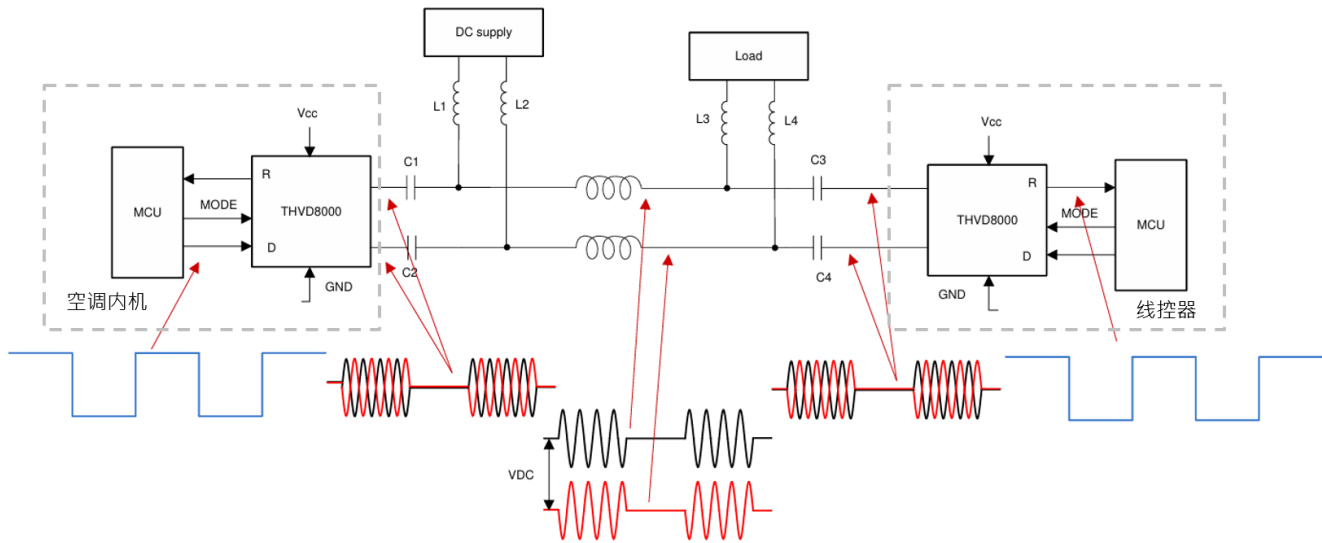 DC supply
Load
L1
L2
L3
L4
Vcc
Vcc
C1
C3
R
R
MCU
MODE
THVD8000
THVD8000
MODE
MCU
D
D
C2
C4
GND
GND
空调内机
线控器
VDC